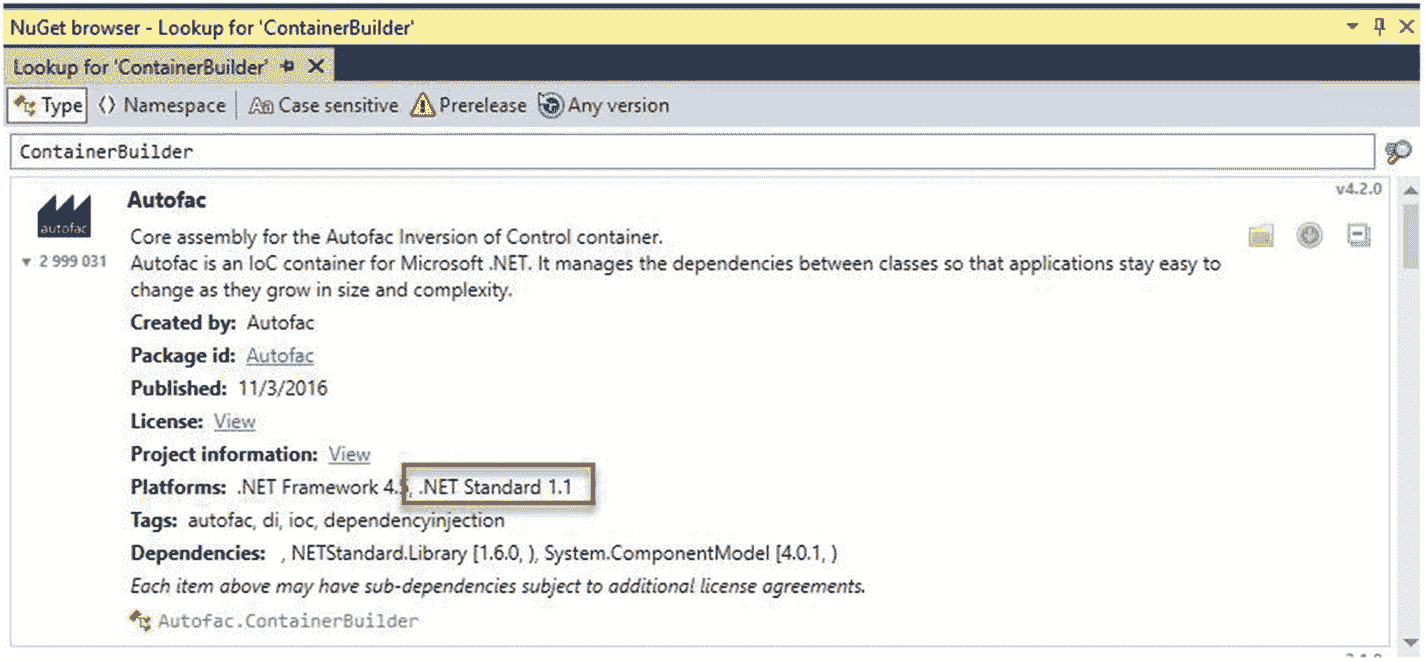 NuGet browser - Lookup for 'ContainerBuilder'
Lookup for 'ContainerBuilder'
Type Namespace Aa Case sensitive Prerelease Any version
ContainerBuilder
Autofac
v4.2.0
autofac
Core assembly for the Autofac Inversion of Control container.
2 999 031
Autofac is an IoC container for Microsoft .NET. It manages the dependencies between classes so that applications stay easy to
change as they grow in size and complexity.
Created by: Autofac
Package id: Autofac
Published: 11/3/2016
License: View
Project information: View
Platforms: .NET Framework 4.5, .NET Standard 1.1
Tags: autofac, di, ioc, dependencyinjection
Dependencies: , NETStandard.Library [1.6.0, ), System.ComponentModel [4.0.1, )
Each item above may have sub-dependencies subject to additional license agreements.
Autofac.ContainerBuilder